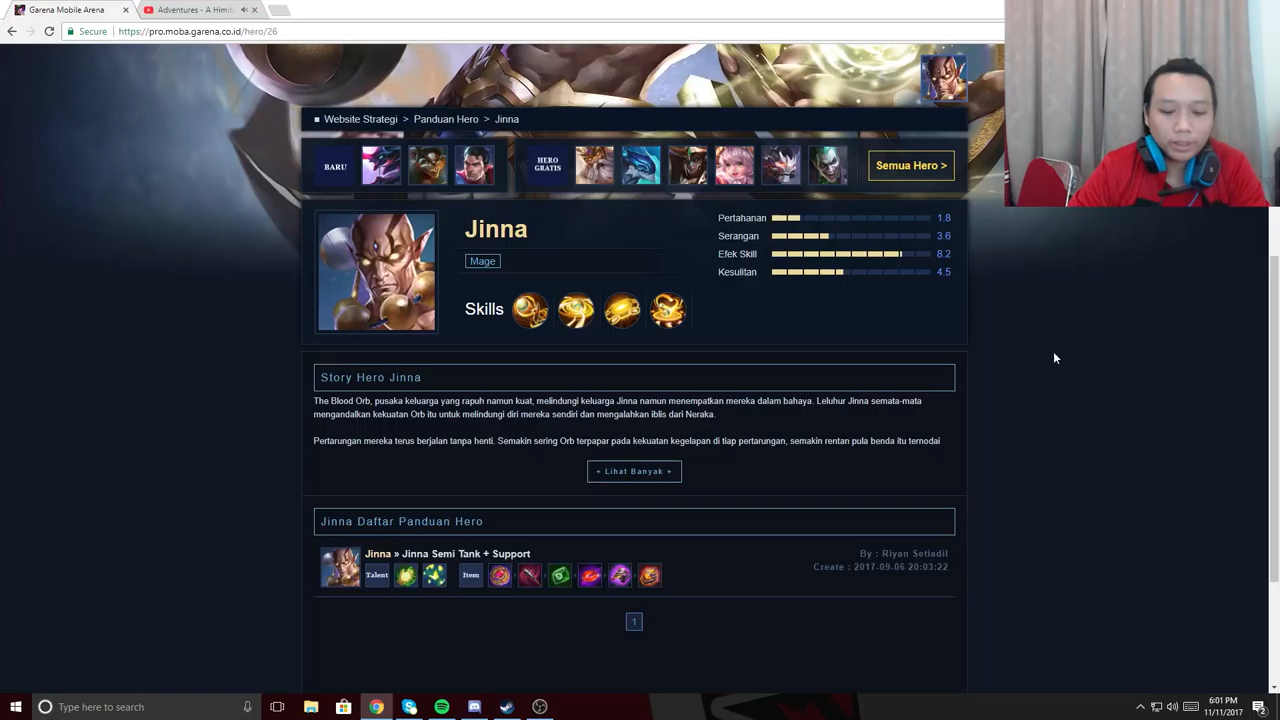 Garena Mobile Arena
Adventures - A Himit
Secure
https://pro.moba.garena.co.id/hero/26
Website Strategi > Panduan Hero > Jinna
BARU
HERO
GRATIS
Semua Hero >
Jinna
Mage
Skills
Pertahanan 1.8
Serangan 3.6
Efek Skill 8.2
Kesulitan 4.5
Story Hero Jinna
The Blood Orb, pusaka keluarga yang rapuh namun kuat, melindungi keluarga Jinna namun menempatkan mereka dalam bahaya. Leluhur Jinna semata-mata
mengandalkan kekuatan Orb itu untuk melindungi diri mereka sendiri dan mengalahkan iblis dari Neraka.
Pertarungan mereka terus berjalan tanpa henti. Semakin sering Orb terpapar pada kekuatan kegelapan di tiap pertarungan, semakin rentan pula benda itu ternodai
+ Lihat Banyak +
Jinna Daftar Panduan Hero
Jinna » Jinna Semi Tank + Support
By : Riyan Setiadil
Talent
Item
Create : 2017-09-06 20:03:22
1
Type here to search
6:01 PM
11/11/2017
2